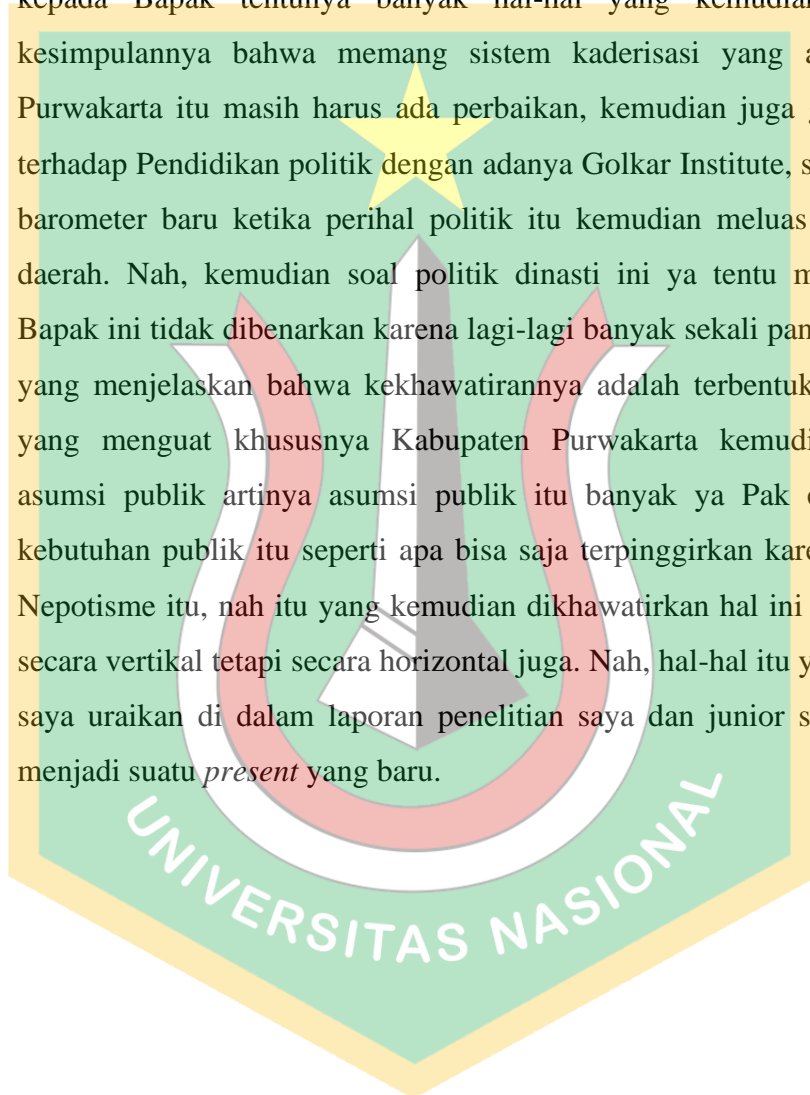 kepada Bapak tentunya banyak hal-hal yang kemudian
kesimpulannya bahwa memang sistem kaderisasi yang
Purwakarta itu masih harus ada perbaikan, kemudian juga
terhadap Pendidikan politik dengan adanya Golkar Institute,
barometer baru ketika perihal politik itu kemudian meluas
daerah. Nah, kemudian soal politik dinasti ini ya tentu
Bapak ini tidak dibenarkan karena lagi-lagi banyak sekali
yang menjelaskan bahwa kekhawatirannya adalah terbentuk
yang menguat khususnya Kabupaten Purwakarta
asumsi publik artinya asumsi publik itu banyak ya Pak
kebutuhan publik itu seperti apa bisa saja terpinggirkan
Nepotisme itu, nah itu yang kemudian dikhawatirkan hal ini
secara vertikal tetapi secara horizontal juga. Nah, hal-hal itu
saya uraikan di dalam laporan penelitian saya dan junior
menjadi suatu present yang baru.
UNIVERSITAS NASIONAL